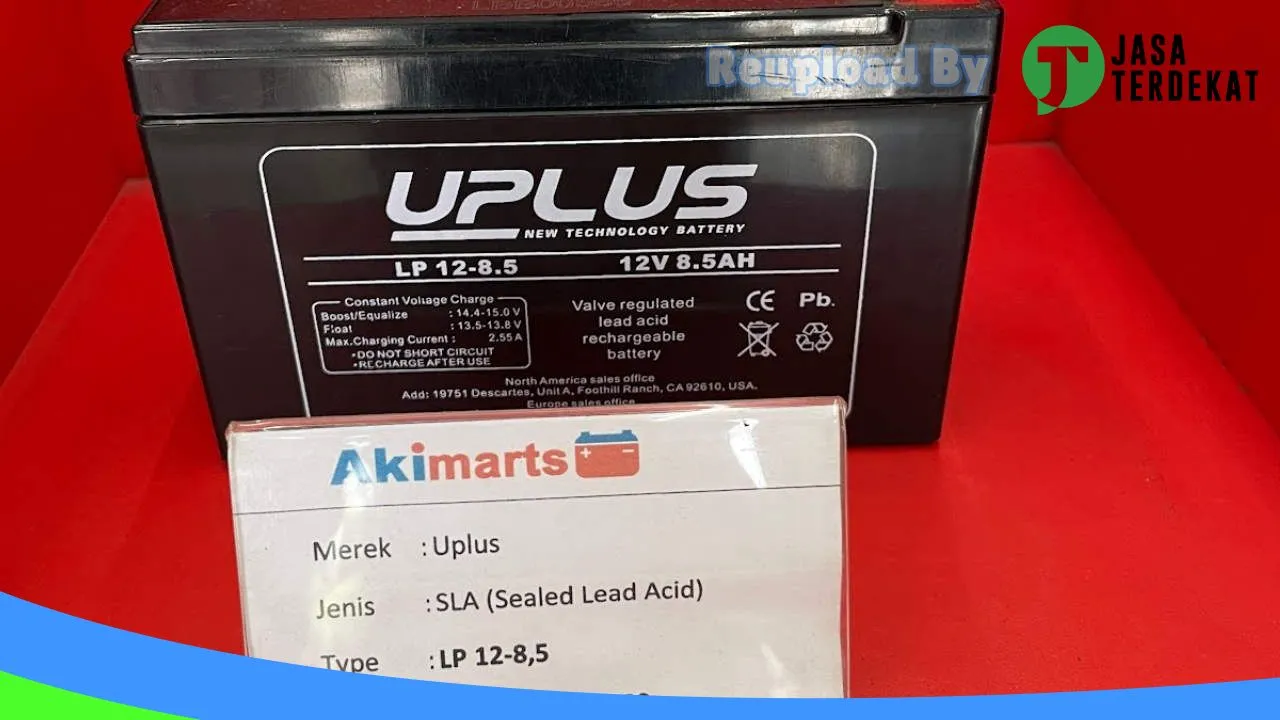 Reupload By
JASA
TERDEKAT
UPLUS
NEW TECHNOLOGY BATTERY
LP 12-8.5 12V 8.5AH
Constant Voltage Charge
Boost/Equalize : 14.4-15.0 V
Float : 13.5-13.8 V
Max.Charging Current : 2.55A
•DO NOT SHORT CIRCUIT
•RECHARGE AFTER USE
Valve regulated
lead acid
rechargeable
battery
CE Pb.
North America sales office
Add: 19751 Descartes, Unit A, Foothill Ranch, CA 92610, USA.
Europe sales office
Akimarts
Merek : Uplus
Jenis : SLA (Sealed Lead Acid)
Type : LP 12-8,5